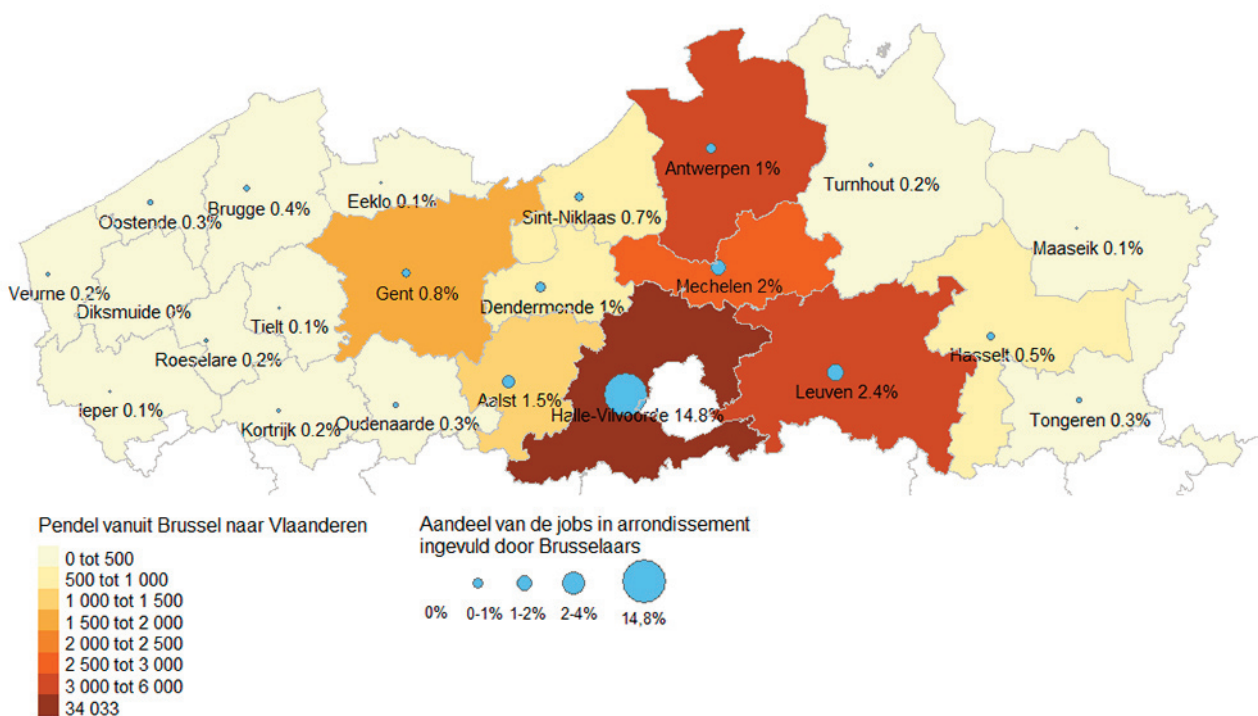 Antwerpen 1%
Turnhout 0.2%
Eeklo 0.1%
Brugge 0.4%
Oostende 0.3%
Sint-Niklaas 0.7%
Maaseik 0.1%
Mechelen 2%
Veurne 0.2%
Gent 0.8%
Diksmuide 0%
Dendermonde 1%
Tielt 0.1%
Roeselare 0.2%
Hasselt 0.5%
Leuven 2.4%
Aalst 1.5%
Ieper 0.1%
Halle-Vilvoorde 14.8%
Tongeren 0.3%
Oudenaarde 0.3%
Kortrijk 0.2%
Pendel vanuit Brussel naar Vlaanderen
0 tot 500
500 tot 1 000
1 000 tot 1 500
1 500 tot 2 000
2 000 tot 2 500
2 500 tot 3 000
3 000 tot 6 000
34 033
Aandeel van de jobs in arrondissement
ingevuld door Brusselaars
0% 0-1% 1-2% 2-4% 14,8%